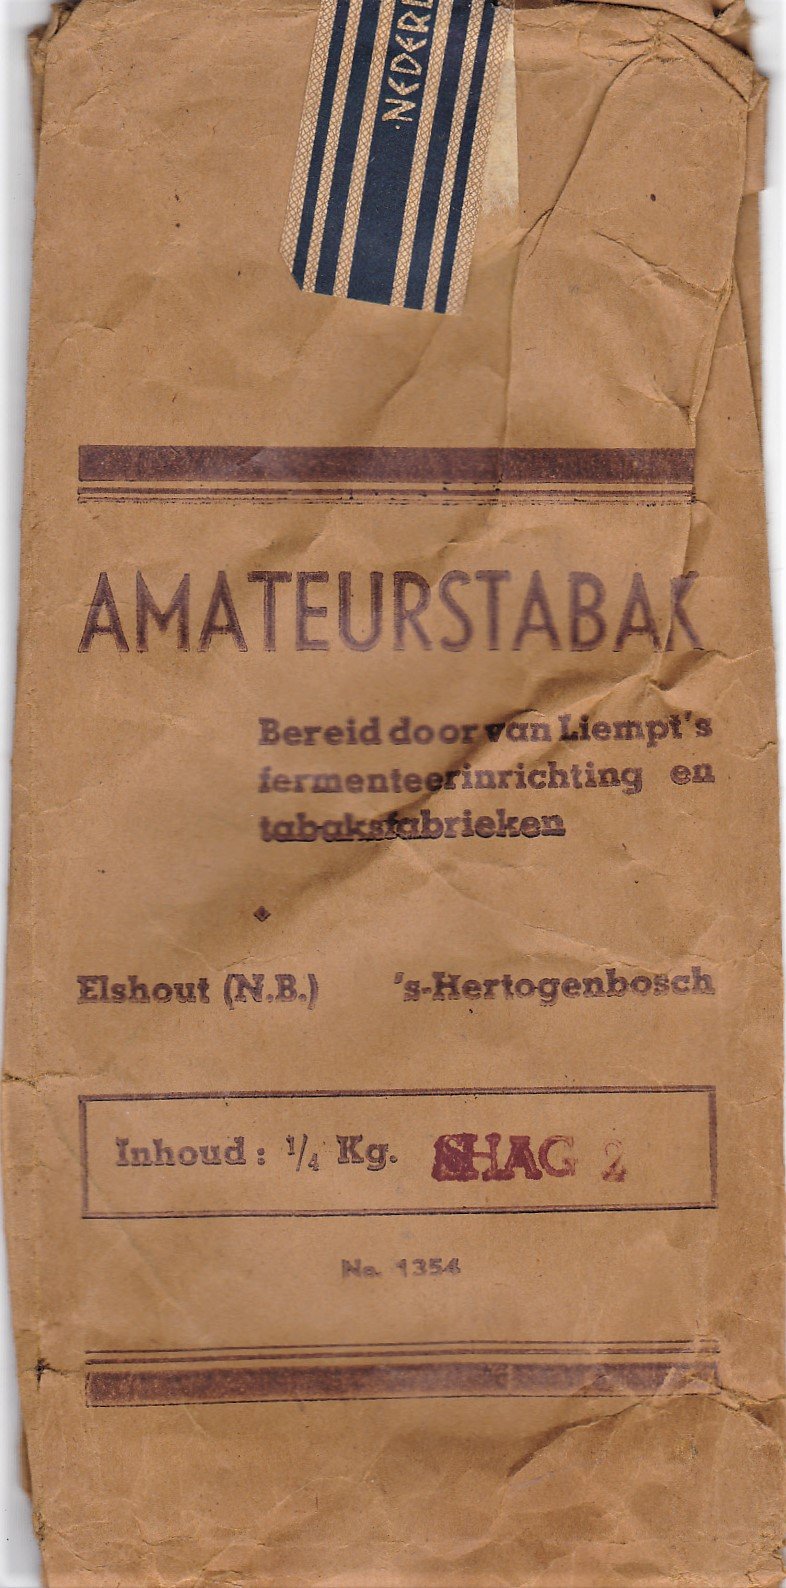 ·NEDERL
AMATEURSTABAK
Bereid door van Liempt's
fermenteerinrichting en
tabaksfabrieken
Elshout (N.B.) 's-Hertogenbosch
Inhoud: 1/4 Kg. SHAG 2
No. 1354